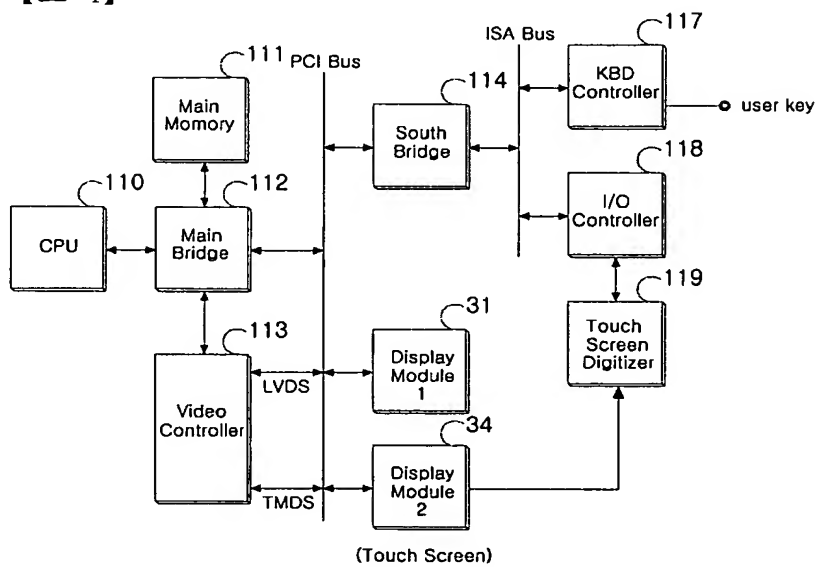 111
PCI Bus
ISA Bus
117
Main
Momory
114
KBD
Controller
user key
South
Bridge
110
112
118
CPU
Main
Bridge
I/O
Controller
119
113
31
Touch
Screen
Digitizer
Video
Controller
LVDS
Display
Module
1
34
TMDS
Display
Module
2
(Touch Screen)